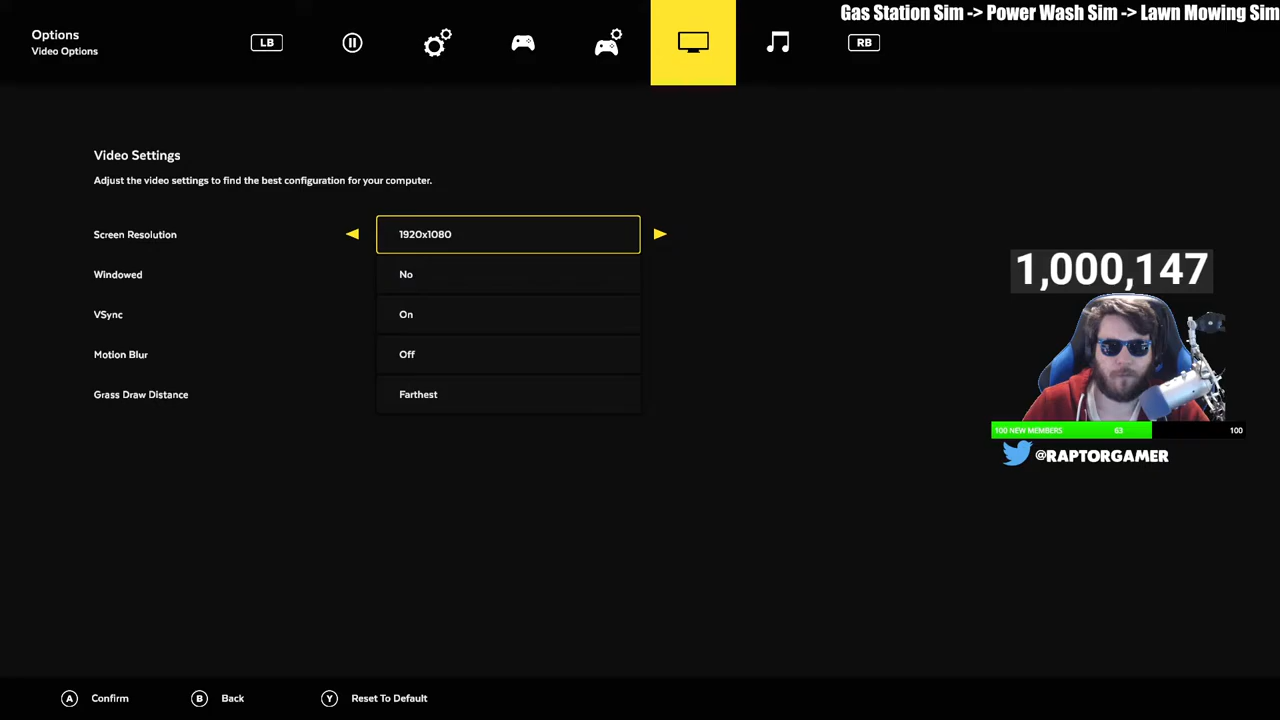 Gas Station Sim -> Power Wash Sim -> Lawn Mowing Sim
Options
Video Options
LB
RB
Video Settings
Adjust the video settings to find the best configuration for your computer.
Screen Resolution 1920x1080
Windowed No
VSync On
Motion Blur Off
Grass Draw Distance Farthest
1,000,147
100 NEW MEMBERS 63 100
@RAPTORGAMER
A Confirm B Back Y Reset To Default